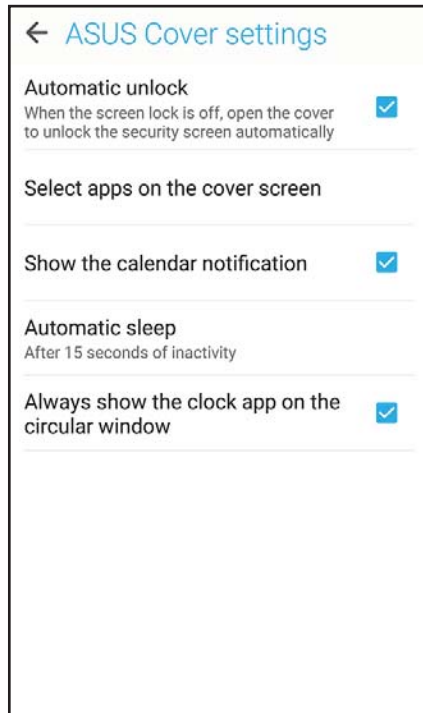 ASUS Cover settings
Automatic unlock
When the screen lock is off, open the cover
to unlock the security screen automatically
Select apps on the cover screen
Show the calendar notification
Automatic sleep
After 15 seconds of inactivity
Always show the clock app on the
circular window